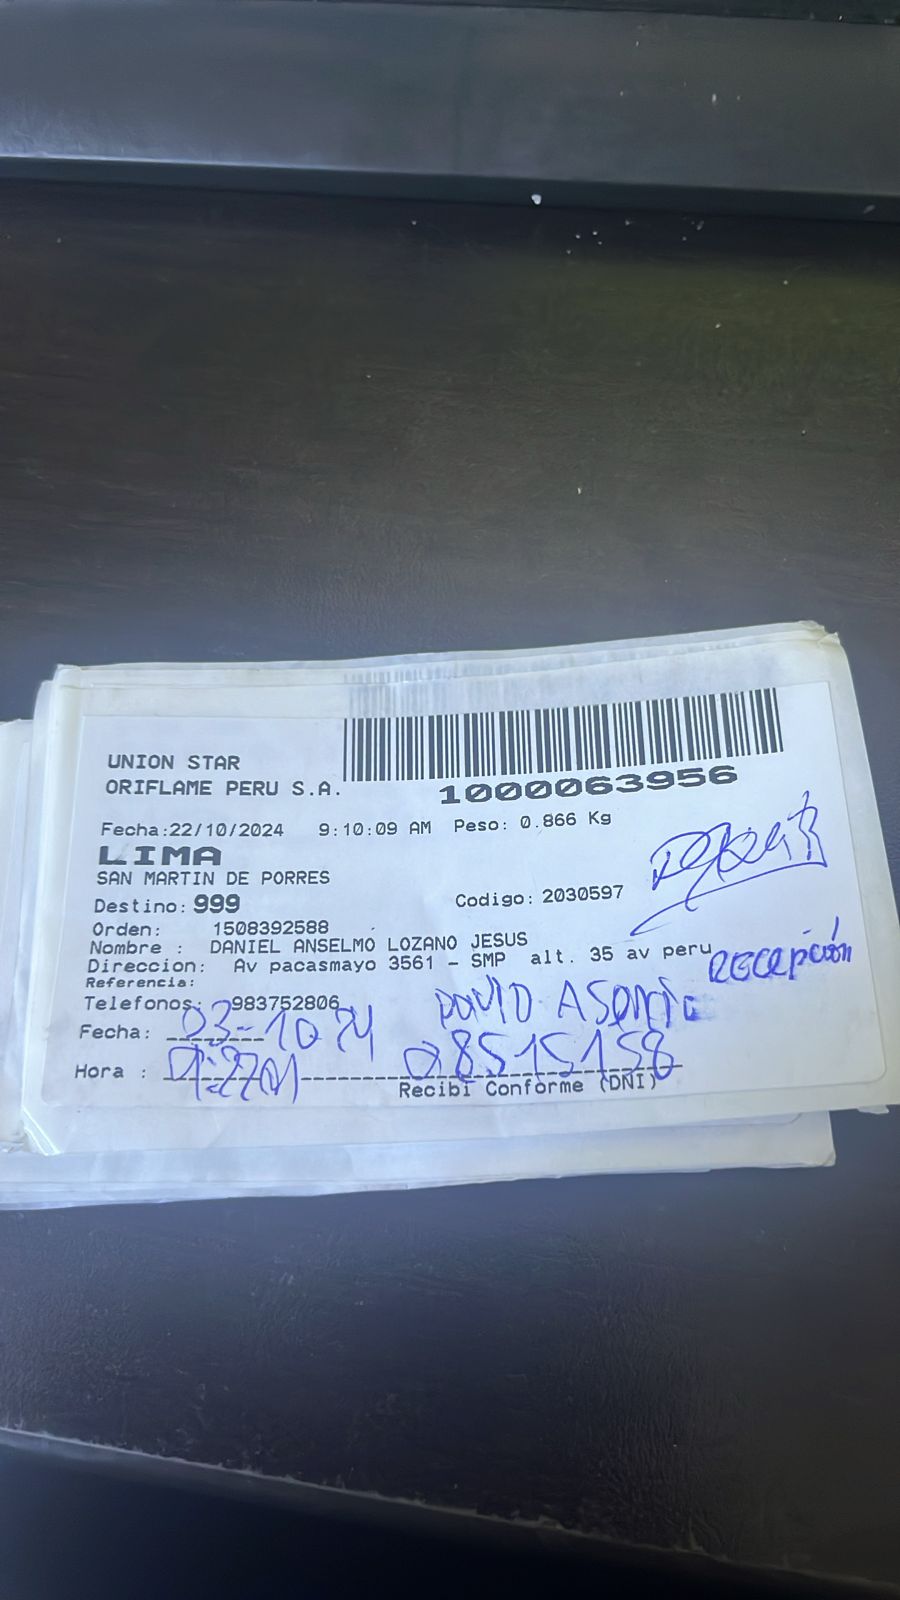 UNION STAR
ORIFLAME PERU S.A.
1000063956
Fecha:22/10/2024 9:10:09 AM Peso: 0.866 Kg
LIMA
SAN MARTIN DE PORRES
Destino: 999 Codigo: 2030597
Orden: 1508392588
Nombre : DANIEL ANSELMO LOZANO JESUS
Direccion: Av pacasmayo 3561 - SMP alt. 35 av peru
RECEPCIÓN
Referencia:
Telefonos: 983752806
Fecha:
Hora :
Recibi Conforme (DNI)